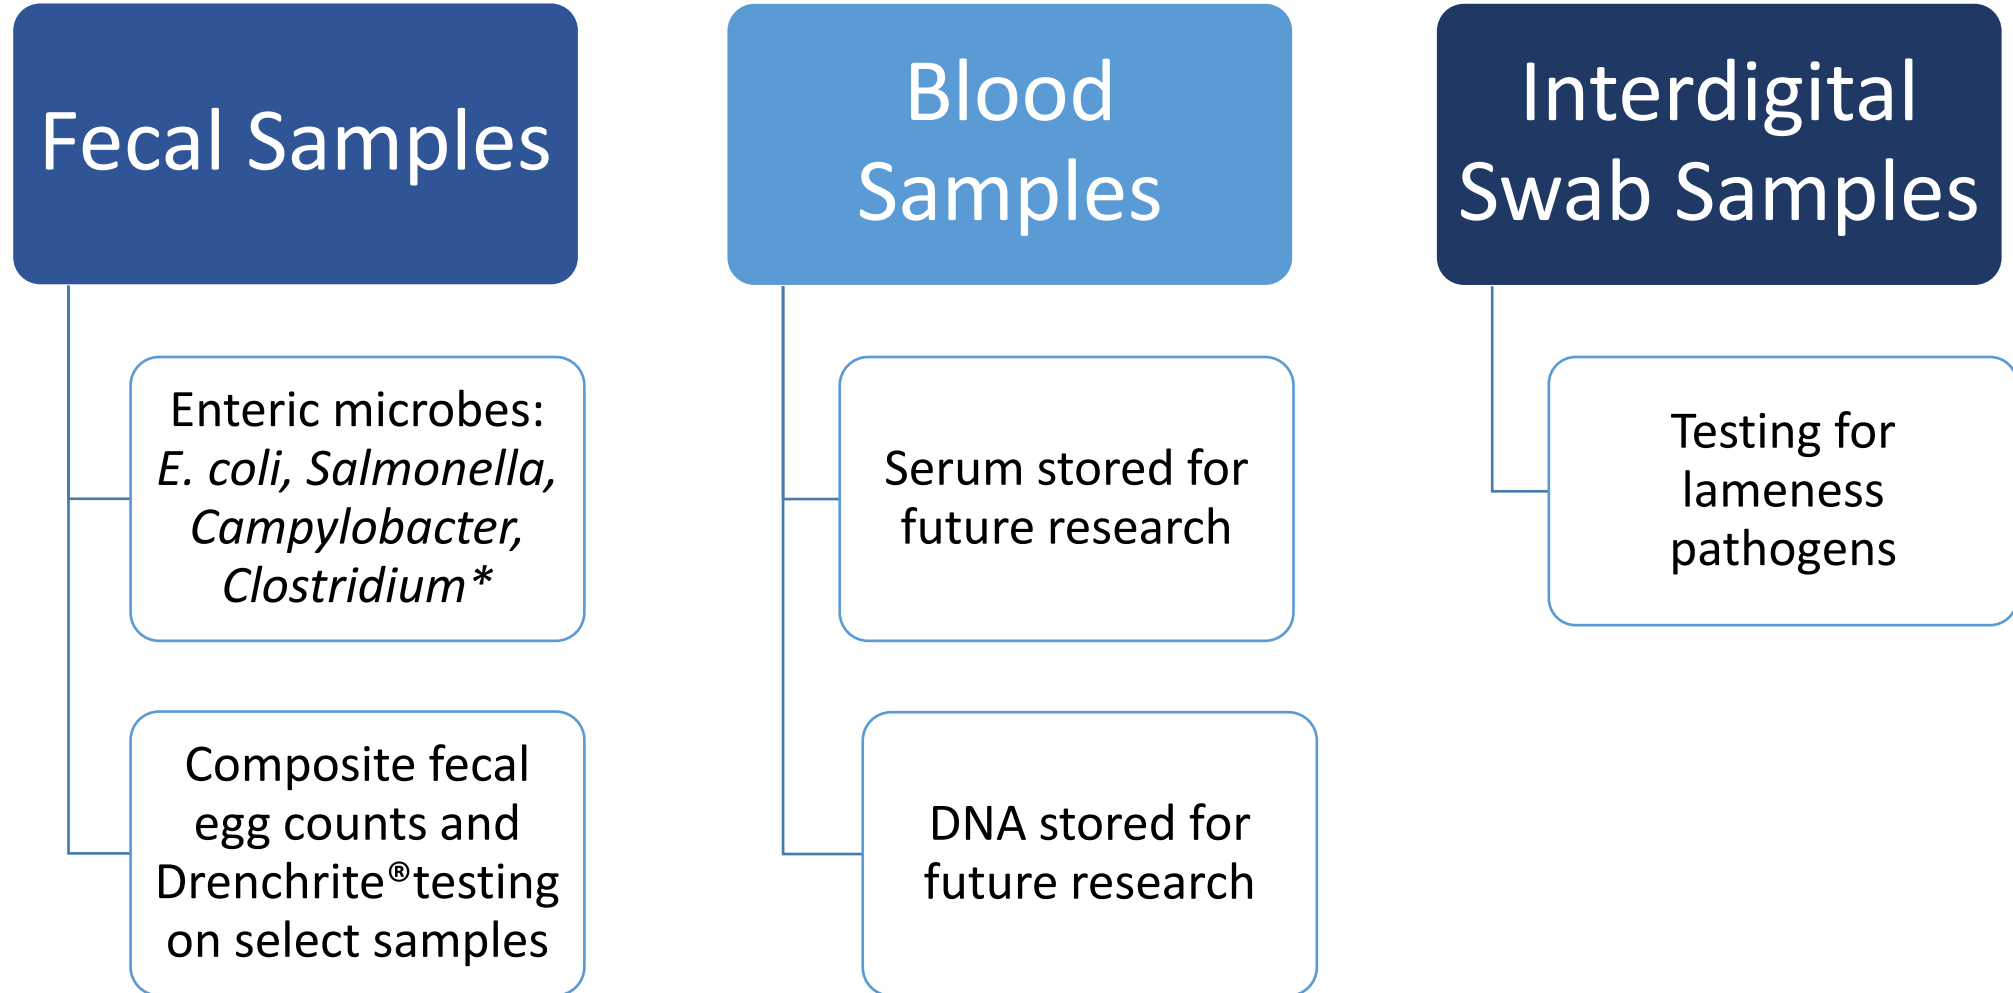 Fecal Samples
Enteric microbes:
E. coli, Salmonella,
Campylobacter,
Clostridium*
Composite fecal
egg counts and
Drenchrite®testing
on select samples
Blood
Samples
Serum stored for
future research
DNA stored for
future research
Interdigital
Swab Samples
Testing for
lameness
pathogens